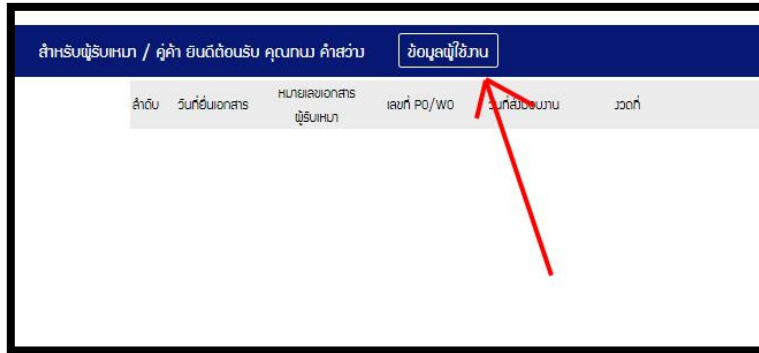 สำหรับผู้รับเหมา / คู่ค้า ยินดีต้อนรับ คุณทนง คำสว่าง ข้อมูลผู้ใช้งาน
ลำดับ วันที่ยื่นเอกสาร หมายเลขเอกสาร ผู้รับเหมา เลขที่ PO/WO วันที่ส่งมอบงาน งวดที่